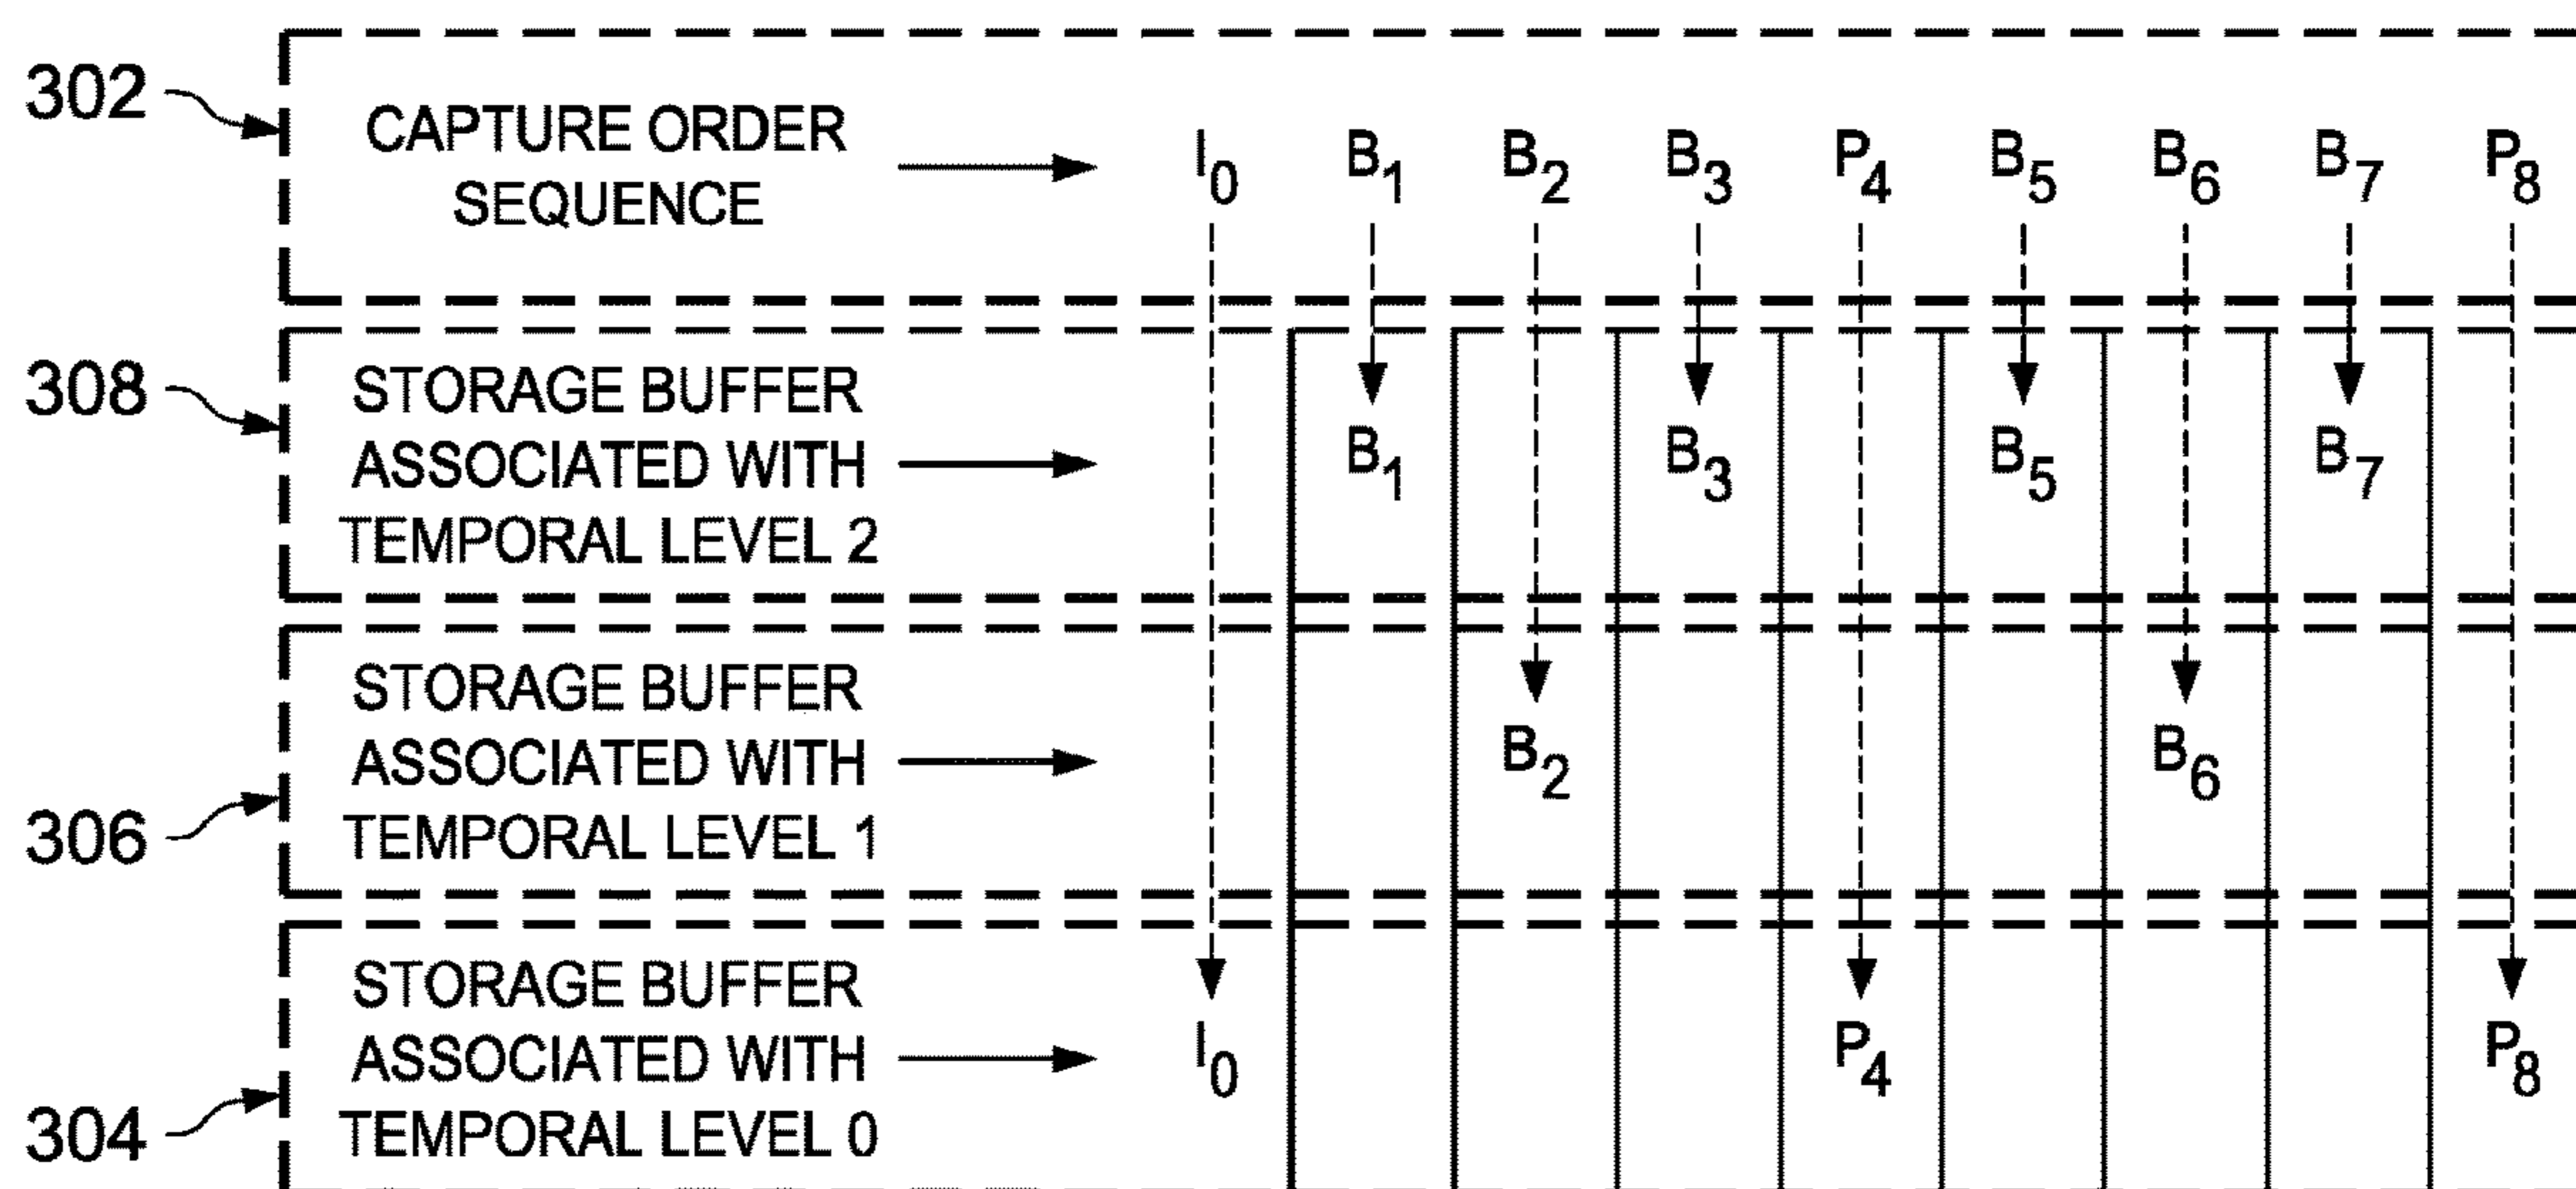 302
CAPTURE ORDER
SEQUENCE
I0 B1 B2 B3 P4 B5 B6 B7 P8
308
STORAGE BUFFER
ASSOCIATED WITH
TEMPORAL LEVEL 2
B1 B3 B5 B7
306
STORAGE BUFFER
ASSOCIATED WITH
TEMPORAL LEVEL 1
B2 B6
304
STORAGE BUFFER
ASSOCIATED WITH
TEMPORAL LEVEL 0
I0 P4 P8